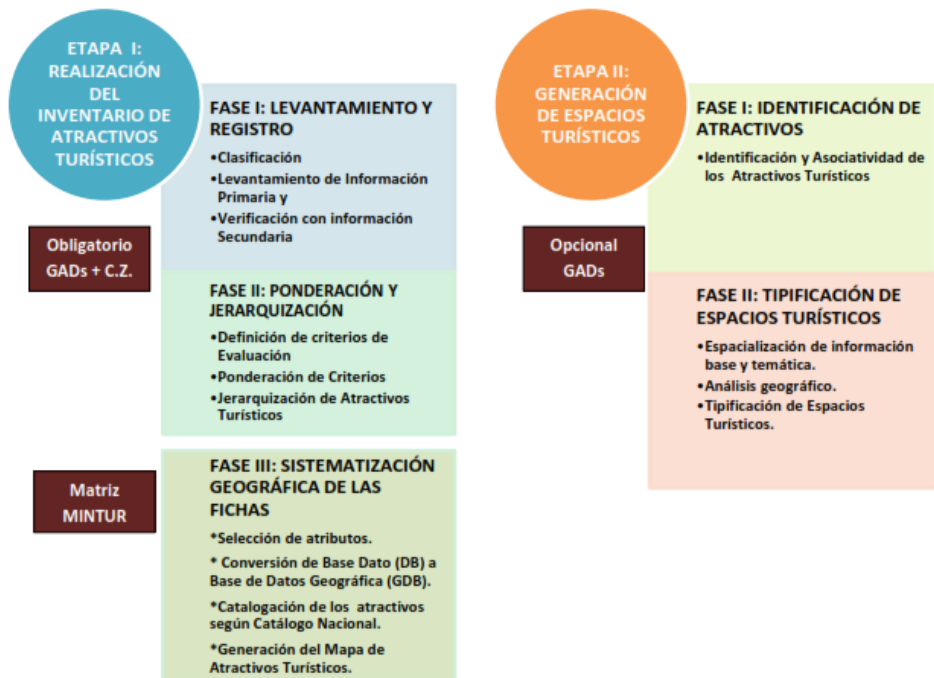 ETAPA I:
REALIZACIÓN
DEL
INVENTARIO DE
ATRACTIVOS
TURÍSTICOS
Obligatorio
GADs + C.Z.
FASE I: LEVANTAMIENTO Y
REGISTRO
•Clasificación
•Levantamiento de Información
Primaria y
•Verificación con información
Secundaria
FASE II: PONDERACIÓN Y
JERARQUIZACIÓN
•Definición de criterios de
Evaluación
•Ponderación de Criterios
•Jerarquización de Atractivos
Turísticos
Matriz
MINTUR
FASE III: SISTEMATIZACIÓN
GEOGRÁFICA DE LAS
FICHAS
*Selección de atributos.
* Conversión de Base Dato (DB) a
Base de Datos Geográfica (GDB).
*Catalogación de los atractivos
según Catálogo Nacional.
*Generación del Mapa de
Atractivos Turísticos.
ETAPA II:
GENERACIÓN
DE ESPACIOS
TURÍSTICOS
Opcional
GADs
FASE I: IDENTIFICACIÓN DE
ATRACTIVOS
•Identificación y Asociatividad de
los Atractivos Turísticos
FASE II: TIPIFICACIÓN DE
ESPACIOS TURÍSTICOS
•Espacialización de información
base y temática.
•Análisis geográfico.
•Tipificación de Espacios
Turísticos.